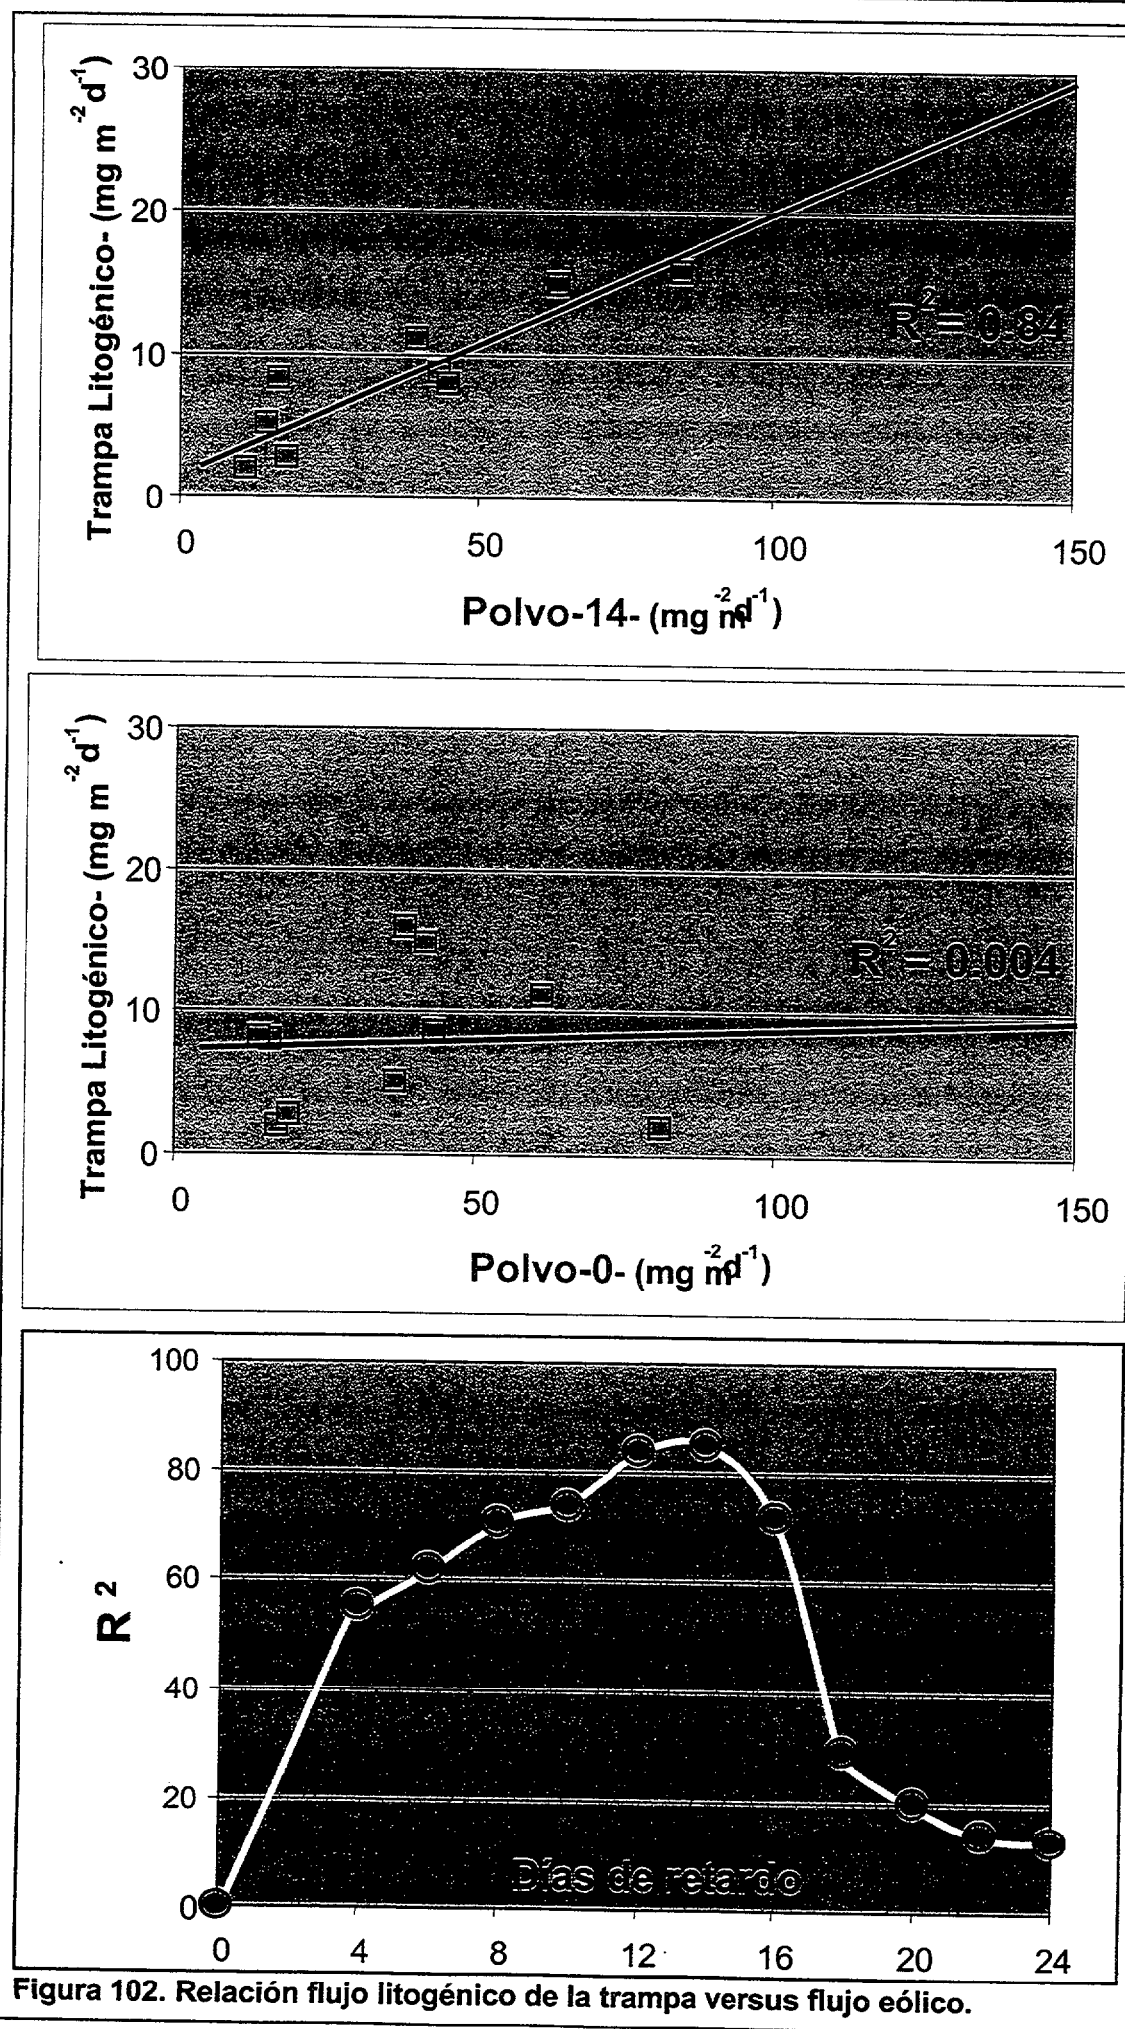 Trampa Litogénico- (mg m-2 d-1)
30
20
10
0
R2= 0.84
0 50 100 150
Polvo-14- (mg m-2d-1)
Trampa Litogénico- (mg m-2 d-1)
30
20
10
0
R2= 0.004
0 50 100 150
Polvo-0- (mg m-2d-1)
R 2
100
80
60
40
20
0
Días de retardo
0 4 8 12 16 20 24
Figura 102. Relación flujo litogénico de la trampa versus flujo eólico.